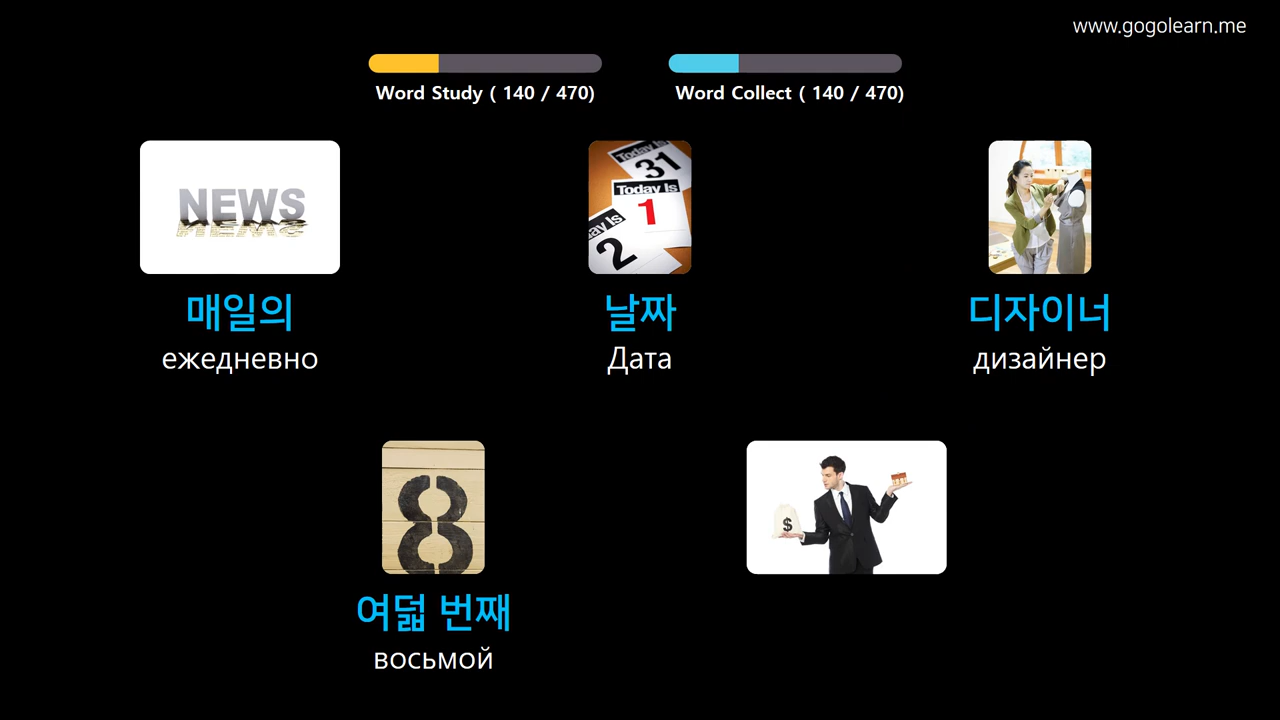 www.gogolearn.me
Word Study ( 140 / 470)
Word Collect ( 140 / 470)
NEWS
Today Is
31
Today Is
1
day Is
2
매일의
ежедневно
날짜
Дата
디자이너
дизайнер
8
$
여덟 번째
восьмой